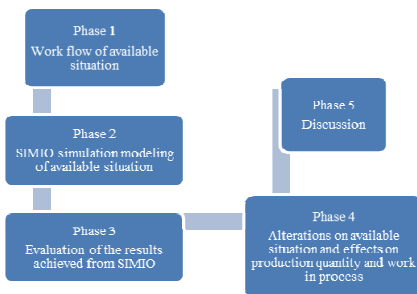 Phase 1
Work flow of available
situation
Phase 2
SIMIO simulation modeling
of available situation
Phase 3
Evaluation of the results
achieved from SIMIO
Phase 4
Alterations on available
situation and effects on
production quantity and work
in process
Phase 5
Discussion